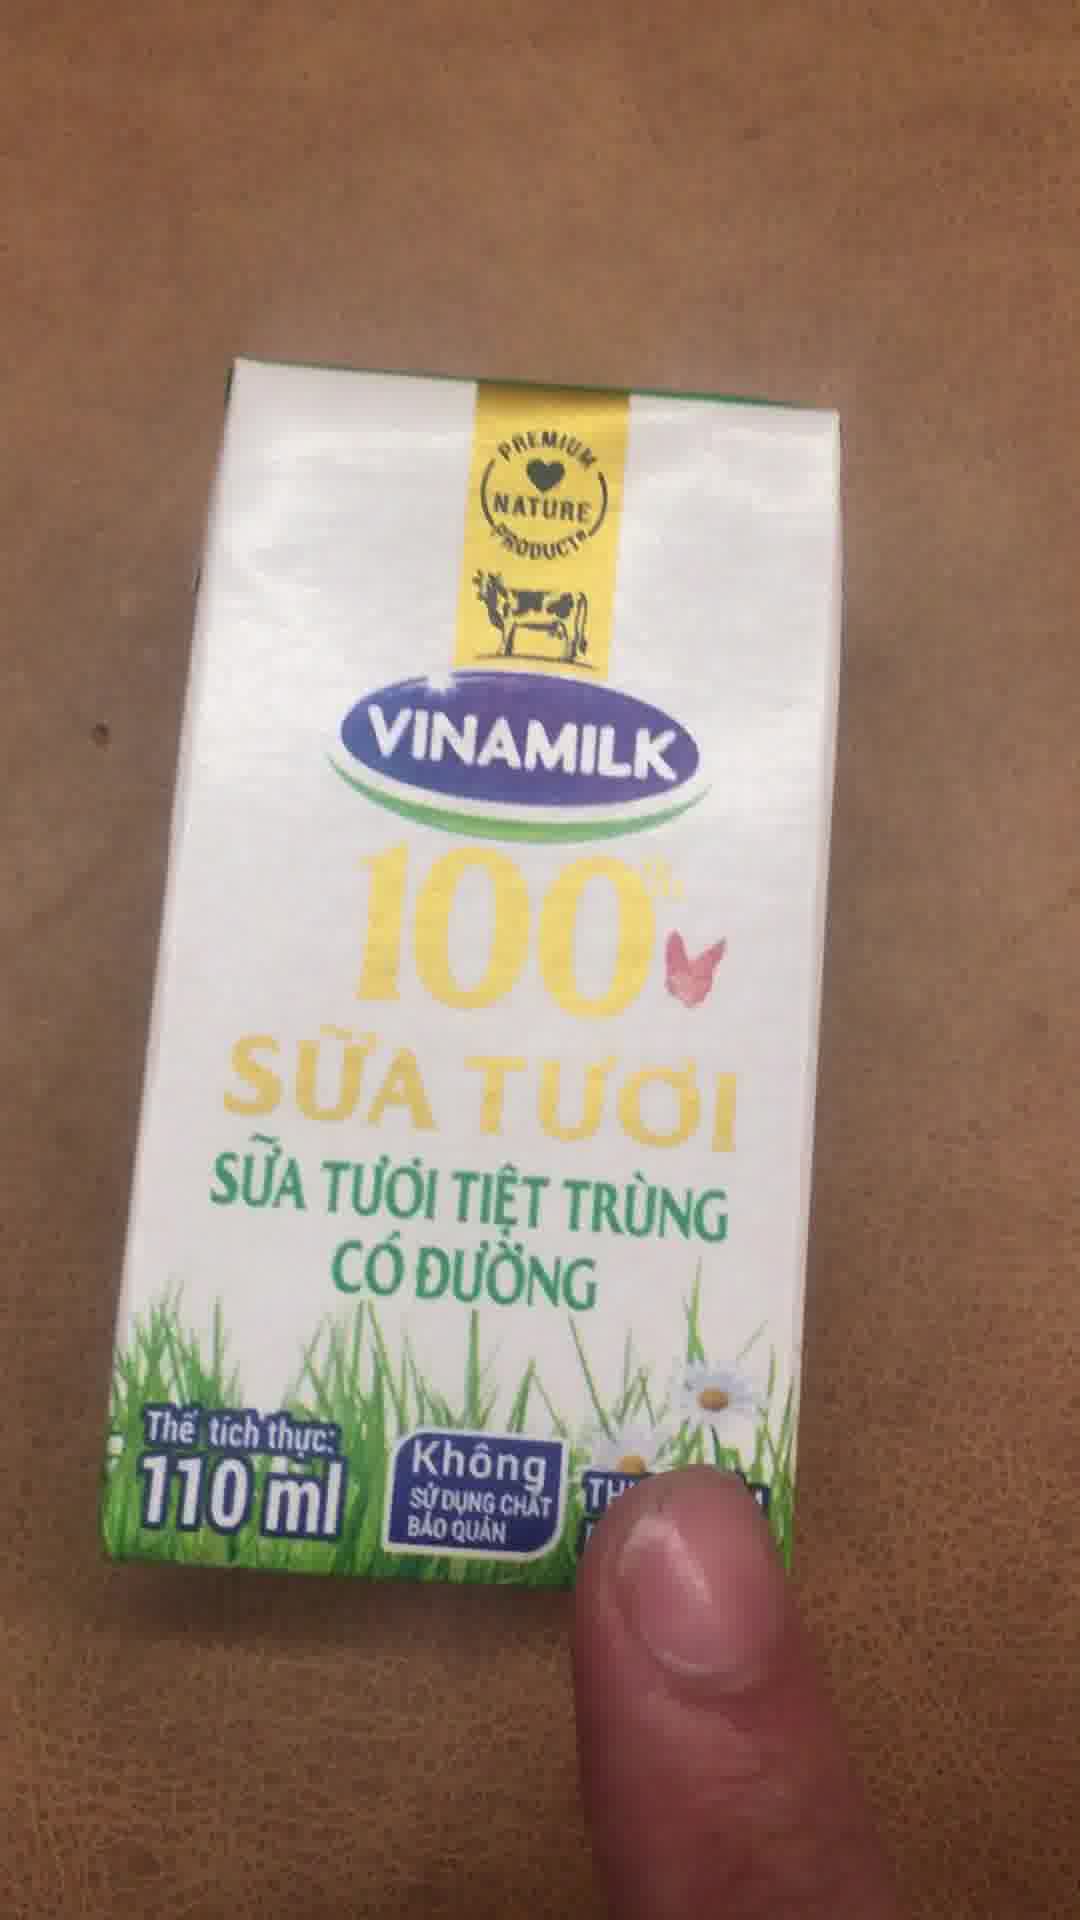 PREMIUM
NATURE
PRODUCT®
VINAMILK
100%
SỮA TƯƠI
SỮA TƯƠI TIỆT TRÙNG
CÓ ĐƯỜNG
Thể tích thực:
110 ml
Không
SỬ DỤNG CHẤT
BẢO QUẢN